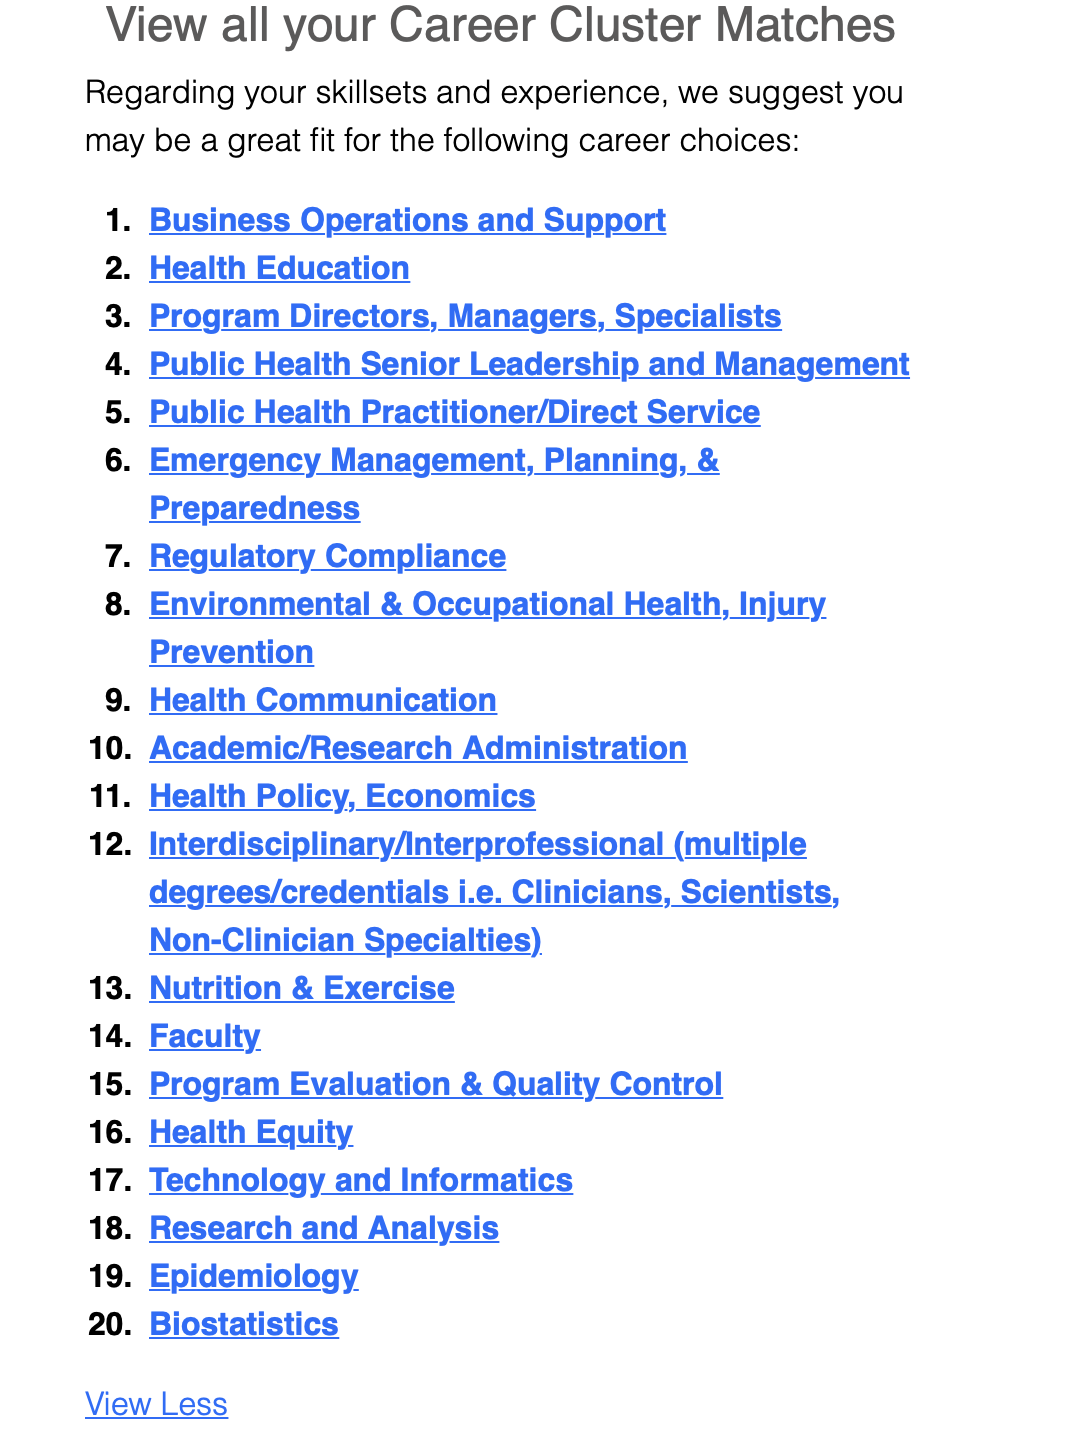 View all your Career Cluster Matches
Regarding your skillsets and experience, we suggest you
may be a great fit for the following career choices:
1. Business Operations and Support
2. Health Education
3. Program Directors, Managers, Specialists
4. Public Health Senior Leadership and Management
5. Public Health Practitioner/Direct Service
6. Emergency Management, Planning, &
Preparedness
7. Regulatory Compliance
8. Environmental & Occupational Health, Injury
Prevention
9. Health Communication
10. Academic/Research Administration
11. Health Policy, Economics
12. Interdisciplinary/Interprofessional (multiple
degrees/credentials i.e. Clinicians, Scientists,
Non-Clinician Specialties)
13. Nutrition & Exercise
14. Faculty
15. Program Evaluation & Quality Control
16. Health Equity
17. Technology and Informatics
18. Research and Analysis
19. Epidemiology
20. Biostatistics
View Less